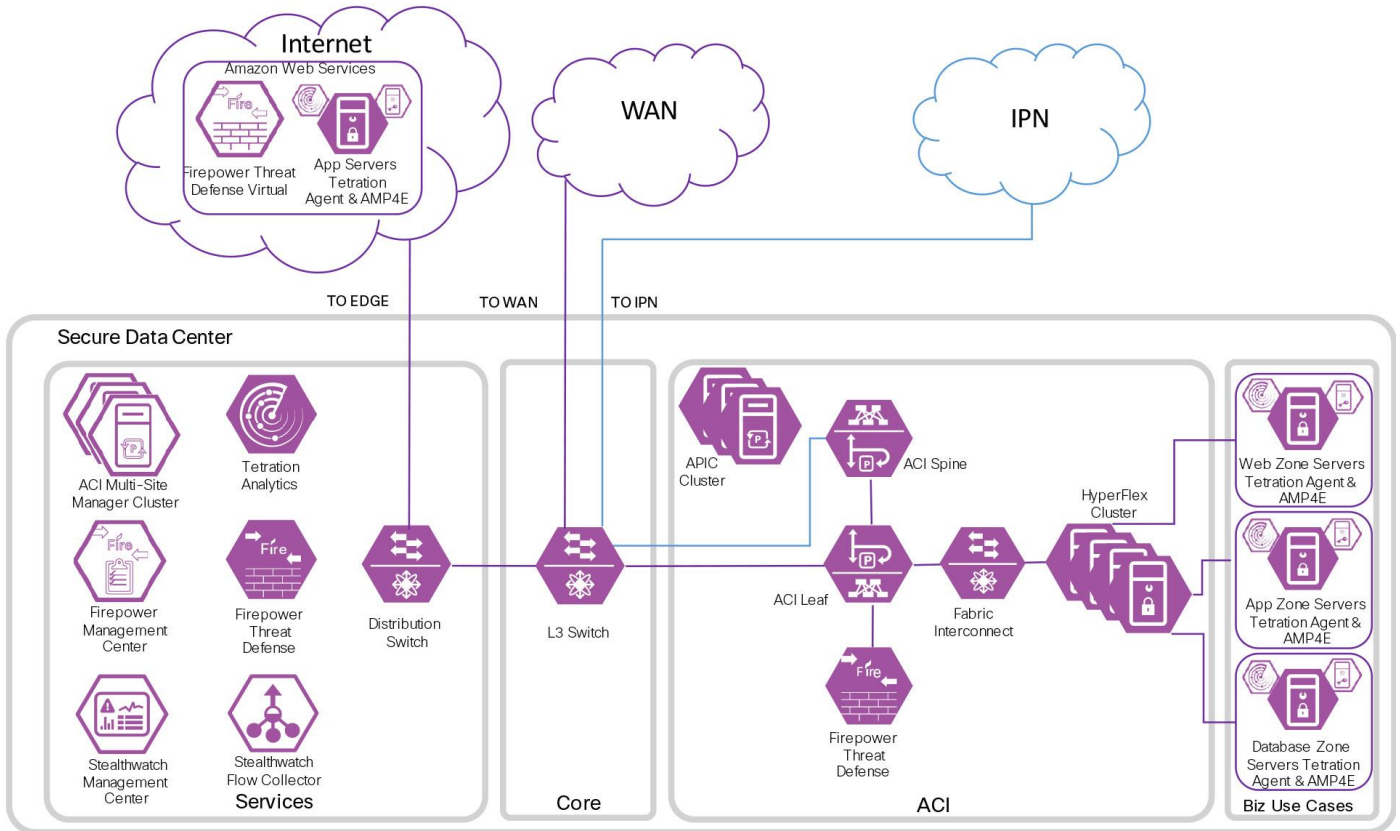 Internet
Amazon Web Services
Fire
Firepower Threat
Defense Virtual
App Servers
Tetration
Agent & AMP4E
WAN
IPN
TO EDGE
TO WAN
TO IPN
Secure Data Center
P
ACI Multi-Site
Manager Cluster
Tetration
Analytics
Fire
Firepower
Management
Center
Fire
Firepower
Threat
Defense
Stealthwatch
Management
Center
Stealthwatch
Flow Collector
Distribution
Switch
Services
L3 Switch
Core
P
APIC
Cluster
P
ACI Spine
P
ACI Leaf
Fabric
Interconnect
HyperFlex
Cluster
Fire
Firepower
Threat
Defense
ACI
Web Zone Servers
Tetration Agent &
AMP4E
App Zone Servers
Tetration Agent &
AMP4E
Database Zone
Servers Tetration
Agent & AMP4E
Biz Use Cases